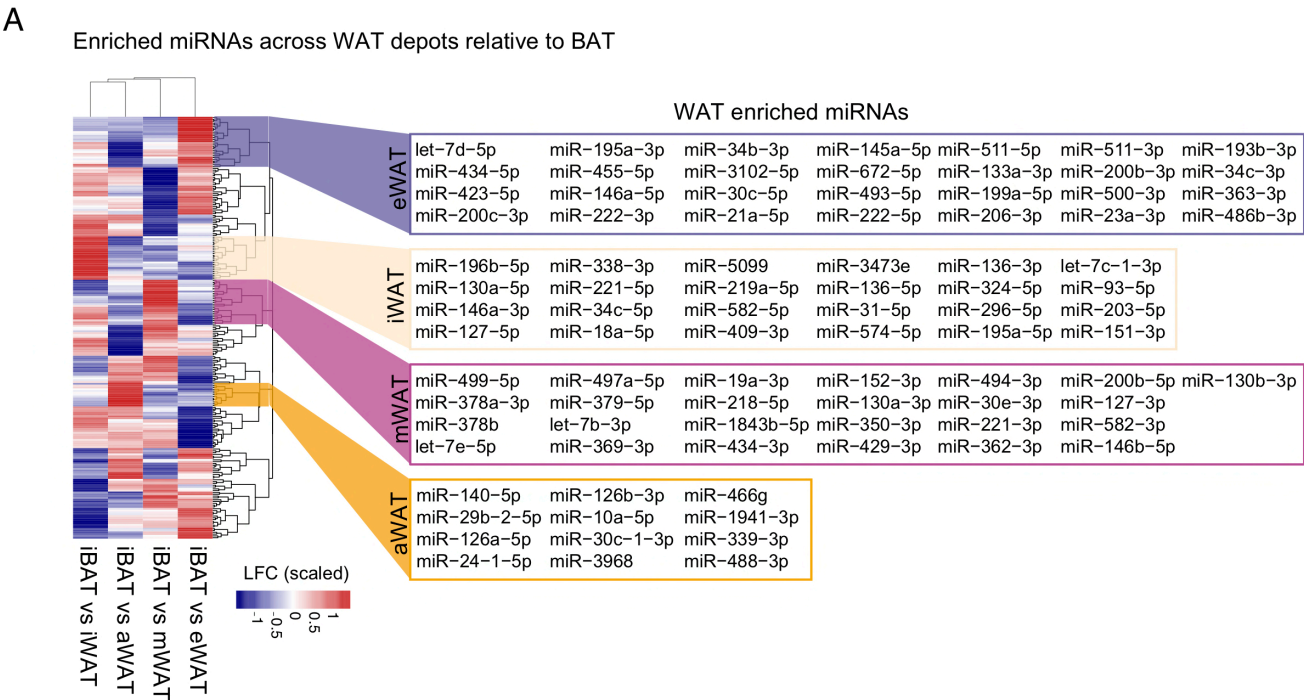 A
Enriched miRNAs across WAT depots relative to BAT
WAT enriched miRNAs
eWAT
let−7d−5p miR−195a−3p miR−34b−3p miR−145a−5p miR−511−5p miR−511−3p miR−193b−3p
miR−434−5p miR−455−5p miR−3102−5p miR−672−5p miR−133a−3p miR−200b−3p miR−34c−3p
miR−423−5p miR−146a−5p miR−30c−5p miR−493−5p miR−199a−5p miR−500−3p miR−363−3p
miR−200c−3p miR−222−3p miR−21a−5p miR−222−5p miR−206−3p miR−23a−3p miR−486b−3p
iWAT
miR−196b−5p miR−338−3p miR−5099 miR−3473e miR−136−3p let−7c−1−3p
miR−130a−5p miR−221−5p miR−219a−5p miR−136−5p miR−324−5p miR−93−5p
miR−146a−3p miR−34c−5p miR−582−5p miR−31−5p miR−296−5p miR−203−5p
miR−127−5p miR−18a−5p miR−409−3p miR−574−5p miR−195a−5p miR−151−3p
mWAT
miR−499−5p miR−497a−5p miR−19a−3p miR−152−3p miR−494−3p miR−200b−5p miR−130b−3p
miR−378a−3p miR−379−5p miR−218−5p miR−130a−3p miR−30e−3p miR−127−3p
miR−378b let−7b−3p miR−1843b−5p miR−350−3p miR−221−3p miR−582−3p
let−7e−5p miR−369−3p miR−434−3p miR−429−3p miR−362−3p miR−146b−5p
aWAT
miR−140−5p miR−126b−3p miR−466g
miR−29b−2−5p miR−10a−5p miR−1941−3p
miR−126a−5p miR−30c−1−3p miR−339−3p
miR−24−1−5p miR−3968 miR−488−3p
iBAT vs iWAT
iBAT vs aWAT
iBAT vs mWAT
iBAT vs eWAT
LFC (scaled)
-1 -0.5 0 0.5 1